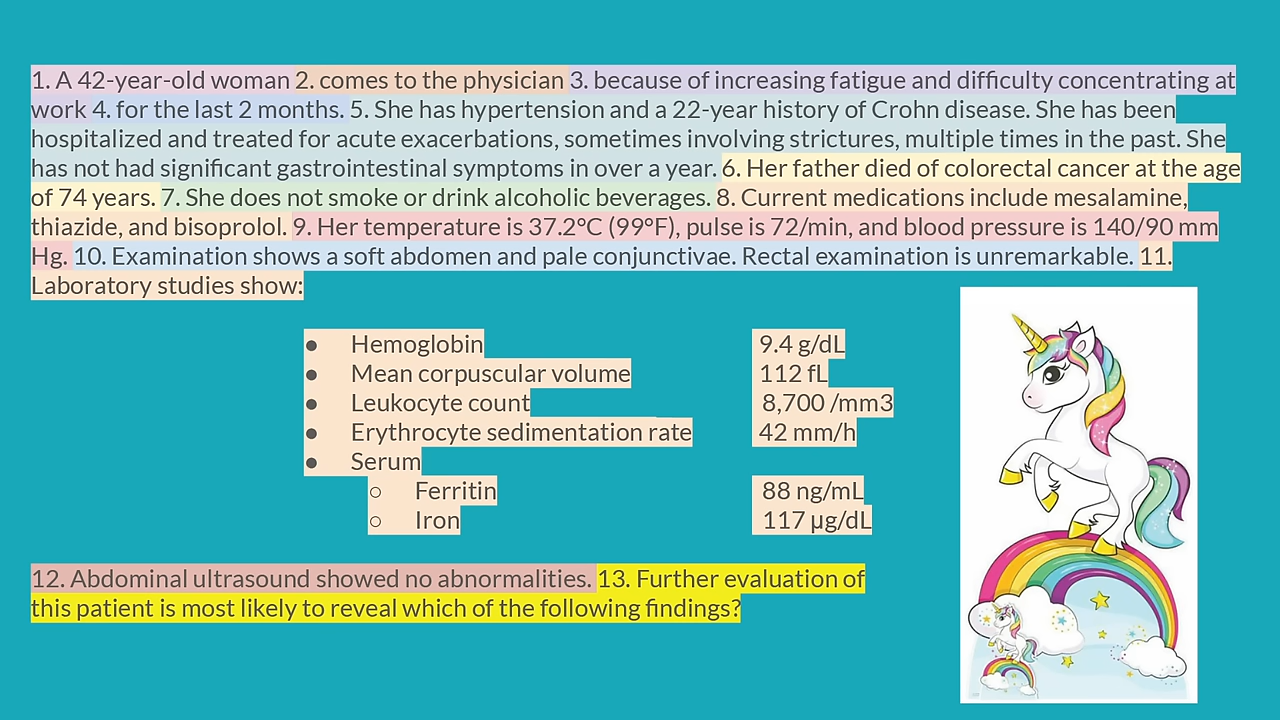 1. A 42-year-old woman 2. comes to the physician 3. because of increasing fatigue and difficulty concentrating at
work 4. for the last 2 months. 5. She has hypertension and a 22-year history of Crohn disease. She has been
hospitalized and treated for acute exacerbations, sometimes involving strictures, multiple times in the past. She
has not had significant gastrointestinal symptoms in over a year. 6. Her father died of colorectal cancer at the age
of 74 years. 7. She does not smoke or drink alcoholic beverages. 8. Current medications include mesalamine,
thiazide, and bisoprolol. 9. Her temperature is 37.2°C (99°F), pulse is 72/min, and blood pressure is 140/90 mm
Hg. 10. Examination shows a soft abdomen and pale conjunctivae. Rectal examination is unremarkable. 11.
Laboratory studies show:
● Hemoglobin 9.4 g/dL
● Mean corpuscular volume 112 fL
● Leukocyte count 8,700 /mm3
● Erythrocyte sedimentation rate 42 mm/h
● Serum
○ Ferritin 88 ng/mL
○ Iron 117 µg/dL
12. Abdominal ultrasound showed no abnormalities. 13. Further evaluation of
this patient is most likely to reveal which of the following findings?